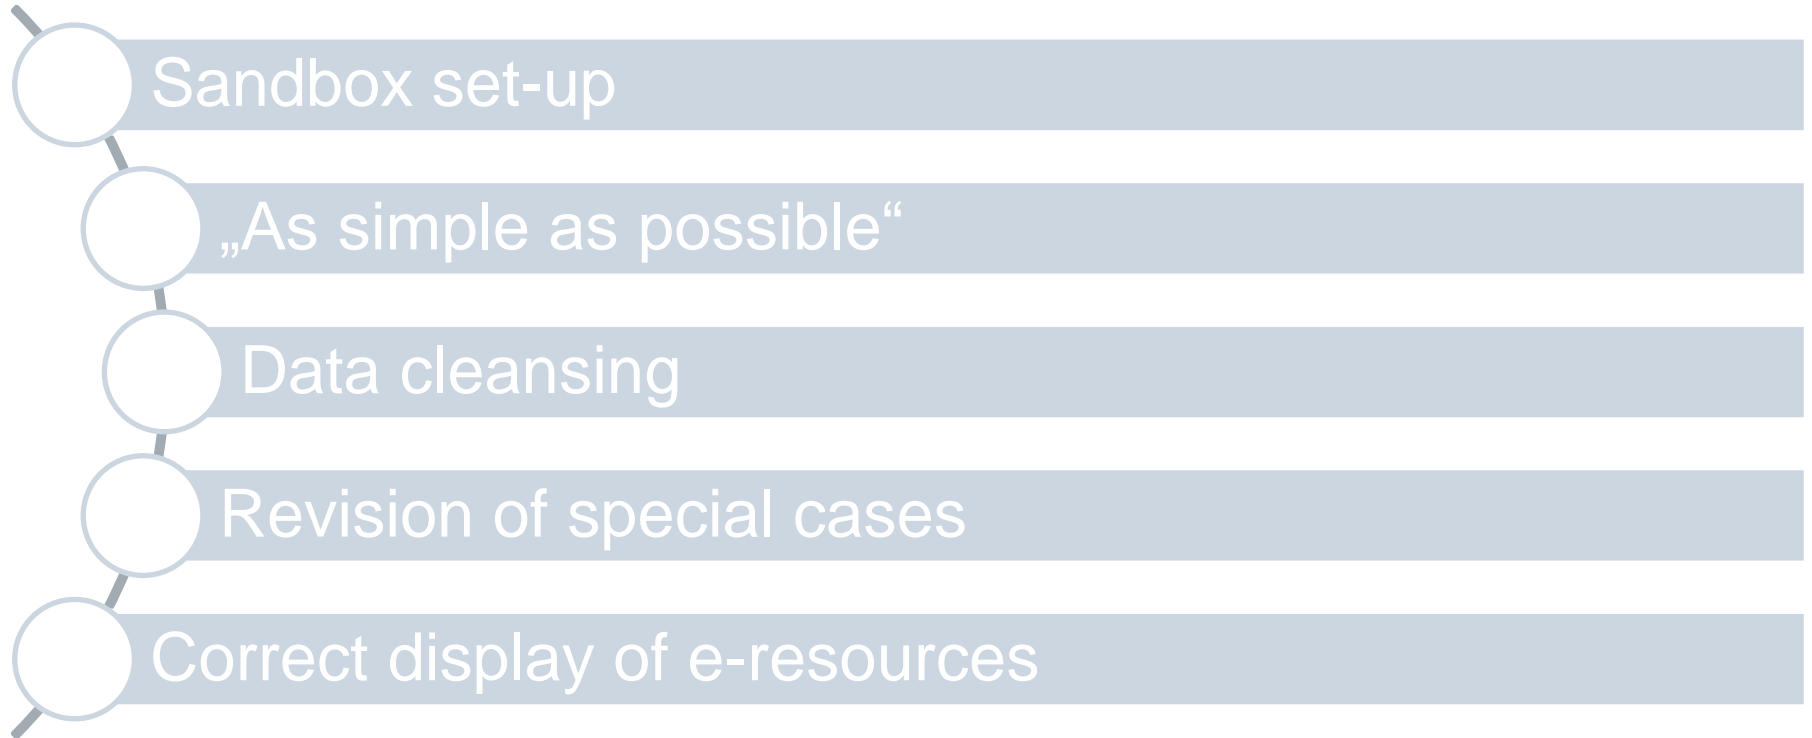 Sandbox set-up
„As simple as possible“
Data cleansing
Revision of special cases
Correct display of e-resources